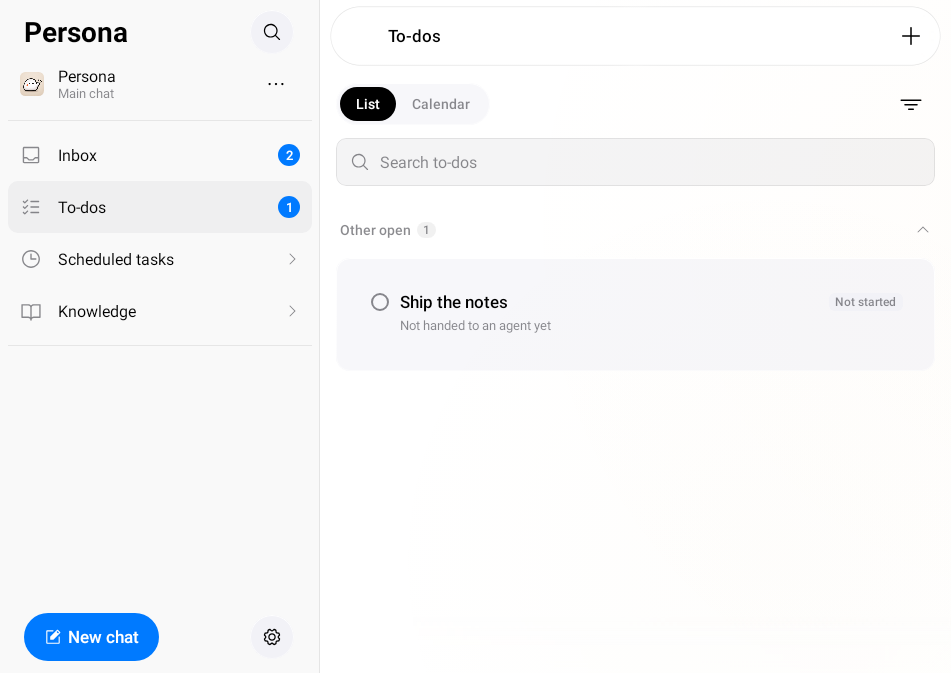 Persona
Persona
Main chat
Inbox
2
To-dos
1
Scheduled tasks
Knowledge
New chat
To-dos
List
Calendar
Search to-dos
Other open 1
Ship the notes
Not started
Not handed to an agent yet